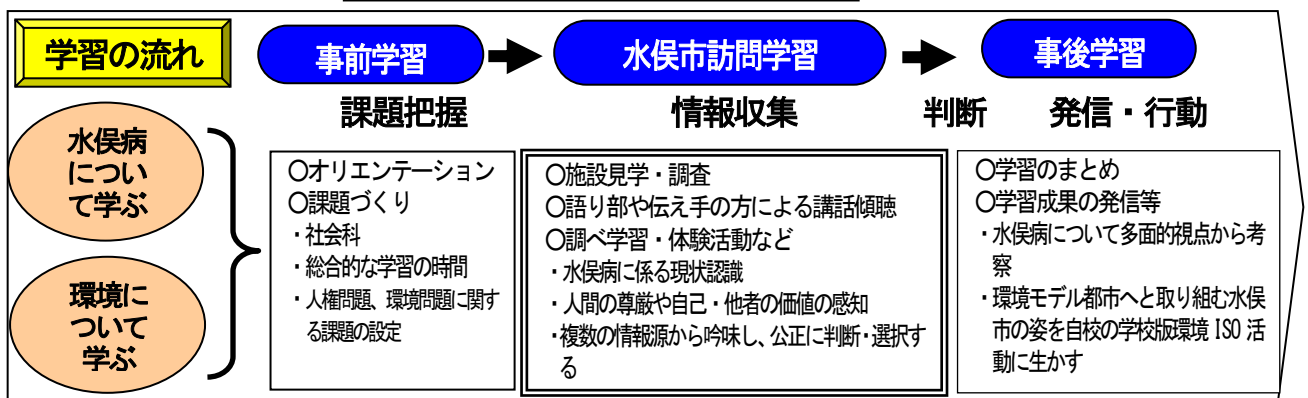 学習の流れ
事前学習
水俣市訪問学習
事後学習
課題把握
情報収集
判断
発信・行動
水俣病
につい
て学ぶ
環境に
ついて
学ぶ
〇オリエンテーション
〇課題づくり
・社会科
・総合的な学習の時間
・人権問題、環境問題に関す
る課題の設定
〇施設見学・調査
〇語り部や伝え手の方による講話傾聴
〇調べ学習・体験活動など
・水俣病に係る現状認識
・人間の尊厳や自己・他者の価値の感知
・複数の情報源から吟味し、公正に判断・選択す
る
〇学習のまとめ
〇学習成果の発信等
・水俣病について多面的視点から考
察
・環境モデル都市へと取り組む水俣
市の姿を自校の学校版環境 ISO 活
動に生かす